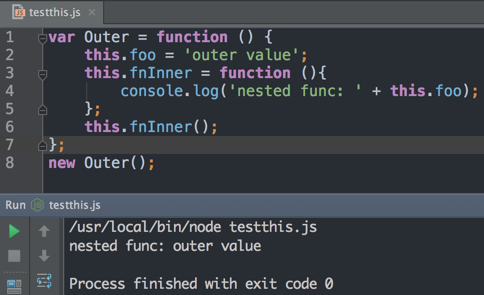 testthis.js
1 var Outer = function () {
2     this.foo = 'outer value';
3     this.fnInner = function (){
4         console.log('nested func: ' + this.foo);
5     };
6     this.fnInner();
7 };
8 new Outer();
Run testthis.js
/usr/local/bin/node testthis.js
nested func: outer value
Process finished with exit code 0